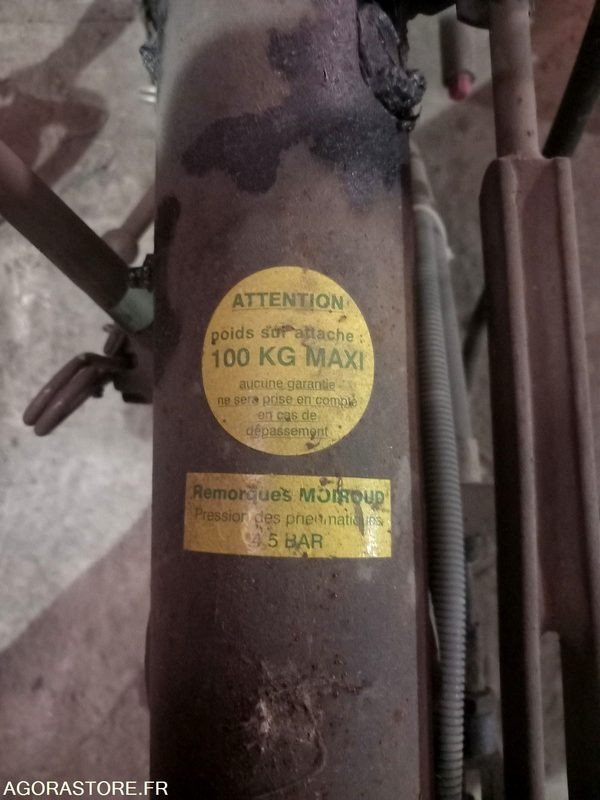 ATTENTION
poids sur attache :
100 KG MAXI
aucune garantie
ne sera prise en compte
en cas de
dépassement
Remorques MOIROUD
Pression des pneumatiques
4.5 BAR
AGORASTORE.FR